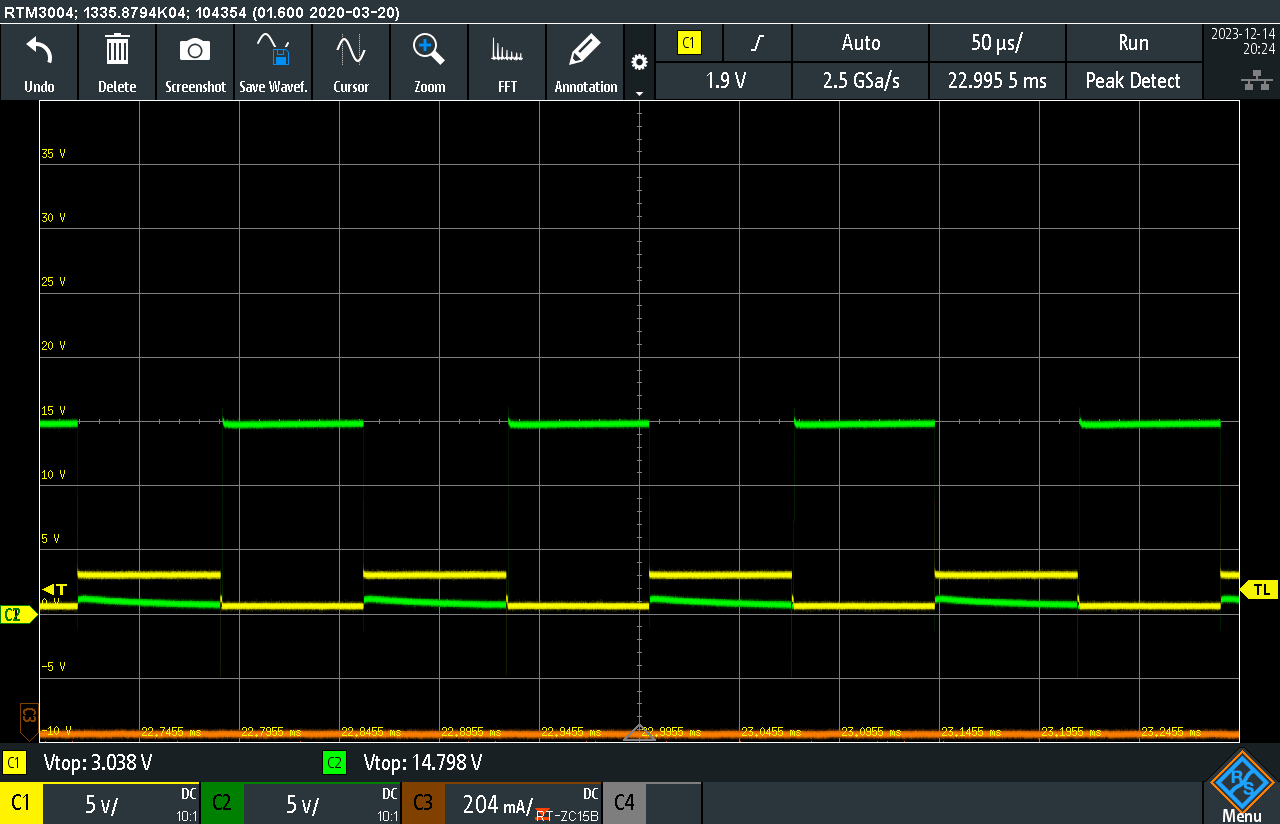 RTM3004; 1335.8794K04; 104354 (01.600 2020-03-20)
Undo Delete Screenshot Save Wavef. Cursor Zoom FFT Annotation
C1 Auto 50 µs/ Run
1.9 V 2.5 GSa/s 22.995 5 ms Peak Detect
2023-12-14
20:24
35 V
30 V
25 V
20 V
15 V
10 V
5 V
T
TL
-5 V
C3
-10 V 22.7455 ms 22.7955 ms 22.8455 ms 22.8955 ms 22.9455 ms 22.9955 ms 23.0455 ms 23.0955 ms 23.1455 ms 23.1955 ms 23.2455 ms
C1 Vtop: 3.038 V C2 Vtop: 14.798 V
C1 5 V/ DC 10:1 C2 5 V/ DC 10:1 C3 204 mA/ DC RT-ZC15B C4
R&S
Menu